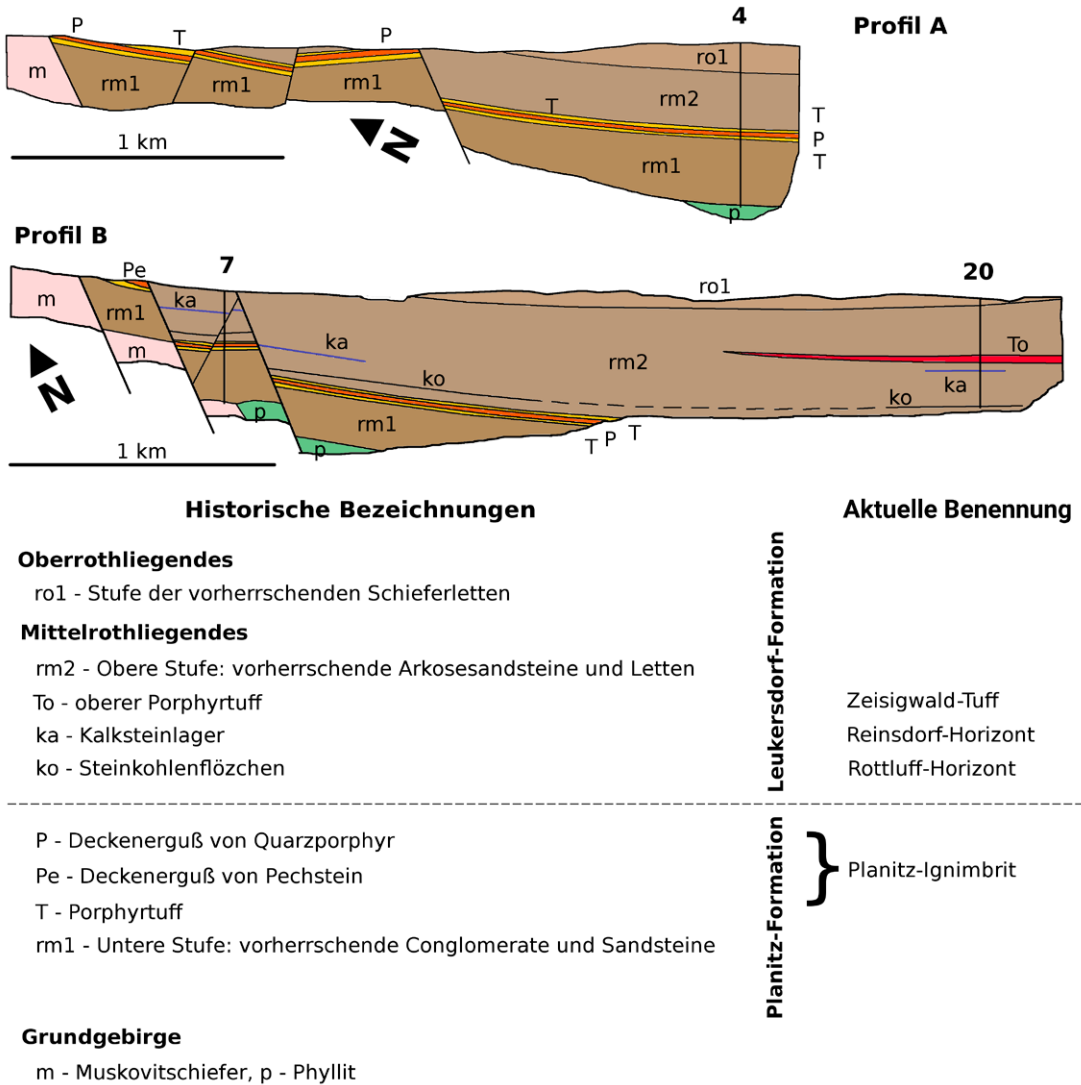 4
Profil A
P
T
P
m
rm1
rm1
rm1
ro1
rm2
T
rm1
p
T
P
T
1 km
N
Profil B
7
20
Pe
m
rm1
m
ka
ka
ko
p
p
rm1
rm2
ro1
To
ka
ko
T P T
N
1 km
Historische Bezeichnungen
Aktuelle Benennung
Oberrothliegendes
ro1 - Stufe der vorherrschenden Schieferletten
Mittelrothliegendes
rm2 - Obere Stufe: vorherrschende Arkosesandsteine und Letten
To - oberer Porphyrtuff
Zeisigwald-Tuff
ka - Kalksteinlager
Reinsdorf-Horizont
ko - Steinkohlenflözchen
Rottluff-Horizont
Leukersdorf-Formation
P - Deckenerguß von Quarzporphyr
Pe - Deckenerguß von Pechstein
} Planitz-Ignimbrit
T - Porphyrtuff
rm1 - Untere Stufe: vorherrschende Conglomerate und Sandsteine
Planitz-Formation
Grundgebirge
m - Muskovitschiefer, p - Phyllit